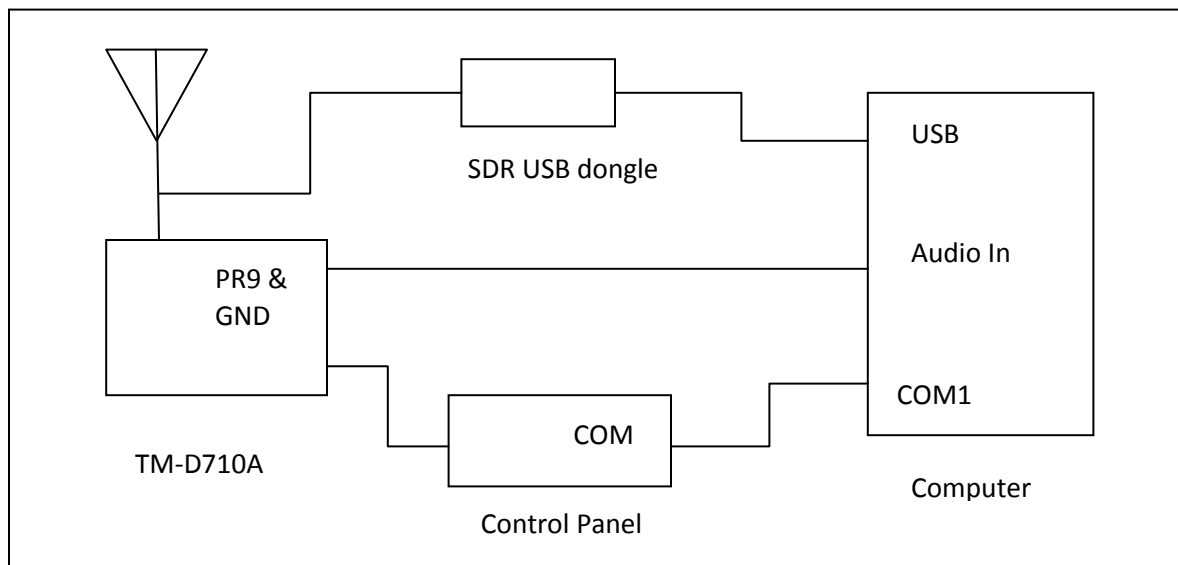 USB
SDR USB dongle
Audio In
PR9 &
GND
COM1
COM
TM-D710A
Computer
Control Panel